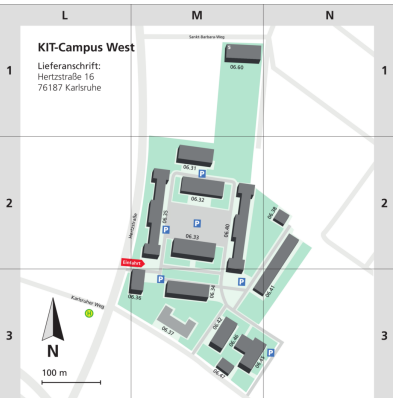 L M N
Sankt-Barbara-Weg
KIT-Campus West
Lieferanschrift:
Hertzstraße 16
76187 Karlsruhe
1 1
06.60
06.31
P
06.32
2 2
06.25
P
P
06.33
06.40
06.38
Hertzstraße
Einfahrt
P
P
06.36
06.34
06.41
Karlsruher Weg
H
3 3
06.37
06.42
06.46
06.45
P
06.47
N
100 m